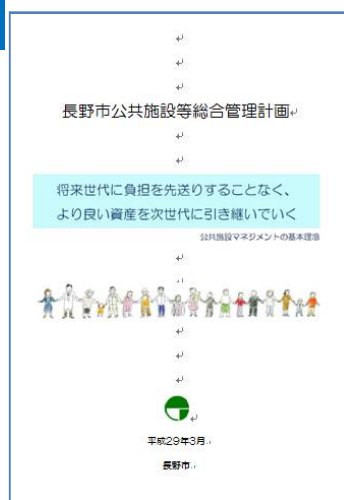 長野市公共施設等総合管理計画
将来世代に負担を先送りすることなく、
より良い資産を次世代に引き継いでいく
公共施設マネジメントの基本理念
平成29年3月
長野市